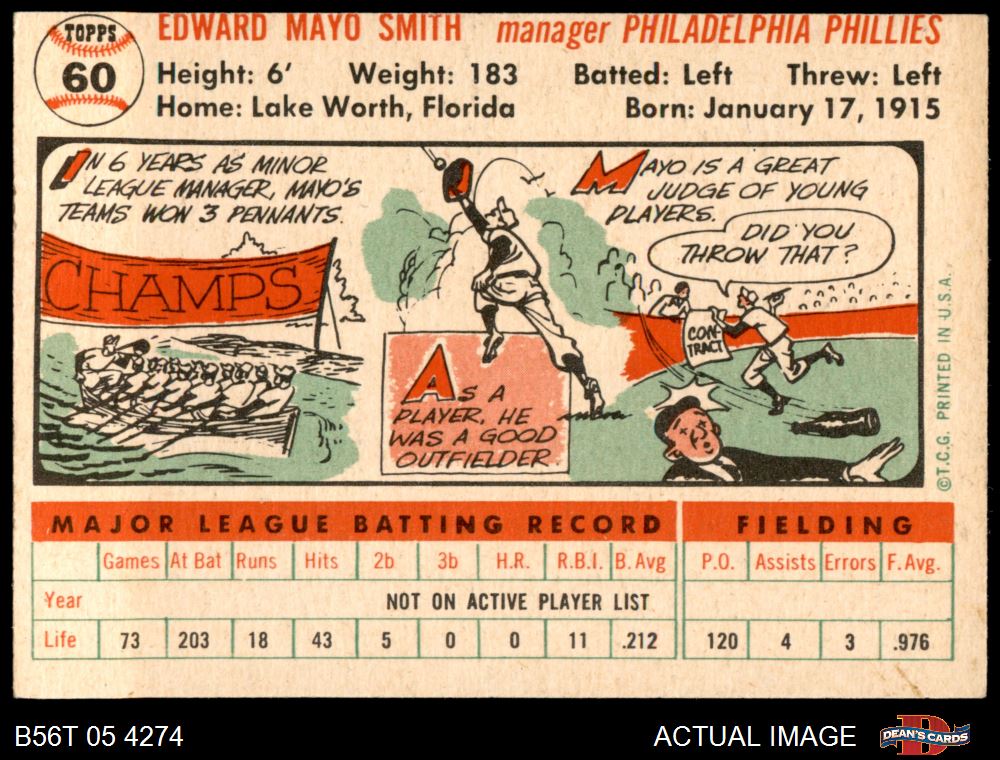 TOPPS
60
EDWARD MAYO SMITH manager PHILADELPHIA PHILLIES
Height: 6' Weight: 183 Batted: Left Threw: Left
Home: Lake Worth, Florida Born: January 17, 1915
IN 6 YEARS AS MINOR
LEAGUE MANAGER, MAYO'S
TEAMS WON 3 PENNANTS.
CHAMPS
AS A
PLAYER, HE
WAS A GOOD
OUTFIELDER
MAYO IS A GREAT
JUDGE OF YOUNG
PLAYERS.
DID YOU
THROW THAT?
CON-
TRACT
©T.C.G. PRINTED IN U.S.A.
MAJOR LEAGUE BATTING RECORD FIELDING
Games At Bat Runs Hits 2b 3b H.R. R.B.I. B. Avg P.O. Assists Errors F. Avg.
Year NOT ON ACTIVE PLAYER LIST
Life 73 203 18 43 5 0 0 11 .212 120 4 3 .976
B56T 05 4274 ACTUAL IMAGE DEAN'S CARDS